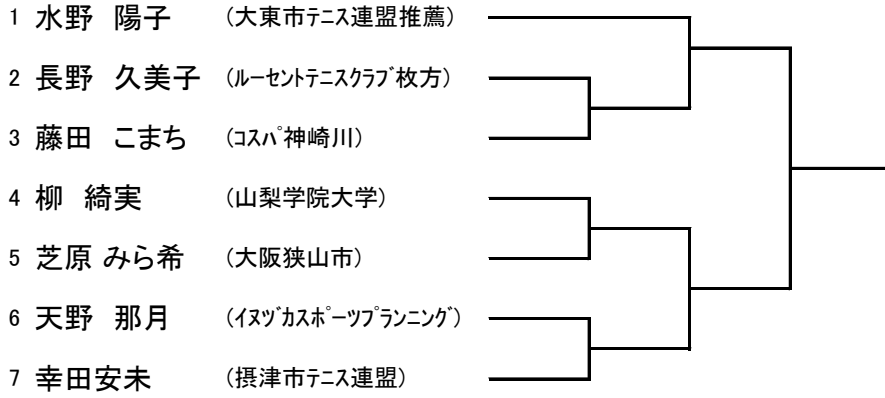 1 水野　陽子 (大東市ﾃﾆｽ連盟推薦)
2 長野　久美子 (ﾙｰｾﾝﾄﾃﾆｽｸﾗﾌﾞ枚方)
3 藤田　こまち (ｺｽﾊﾟ神崎川)
4 柳　綺実 (山梨学院大学)
5 芝原 みら希 (大阪狭山市)
6 天野　那月 (ｲﾇﾂﾞｶｽﾎﾟｰﾂﾌﾟﾗﾝﾆﾝｸﾞ)
7 幸田安未 (摂津市ﾃﾆｽ連盟)